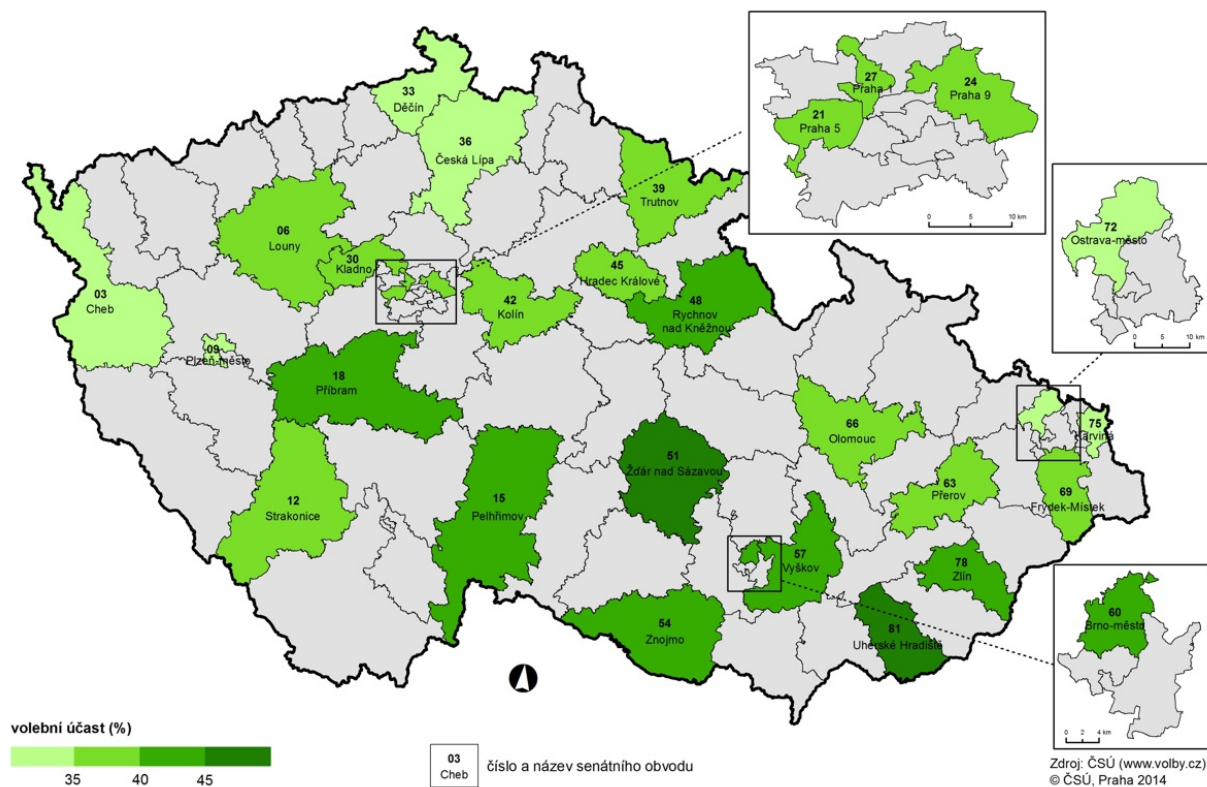 27
Praha 1
24
Praha 9
21
Praha 5
0 5 10 km
33
Děčín
36
Česká Lípa
39
Trutnov
72
Ostrava-město
0 5 10 km
06
Louny
30
Kladno
45
Hradec Králové
03
Cheb
42
Kolín
48
Rychnov
nad Kněžnou
09
Plzeň-město
18
Příbram
66
Olomouc
75
Karviná
51
Žďár nad Sázavou
63
Přerov
69
Frýdek-Místek
12
Strakonice
15
Pelhřimov
57
Vyškov
78
Zlín
54
Znojmo
81
Uherské Hradiště
60
Brno-město
0 2 4 km
volební účast (%)
35 40 45
03
Cheb
číslo a název senátního obvodu
Zdroj: ČSÚ (www.volby.cz)
© ČSÚ, Praha 2014